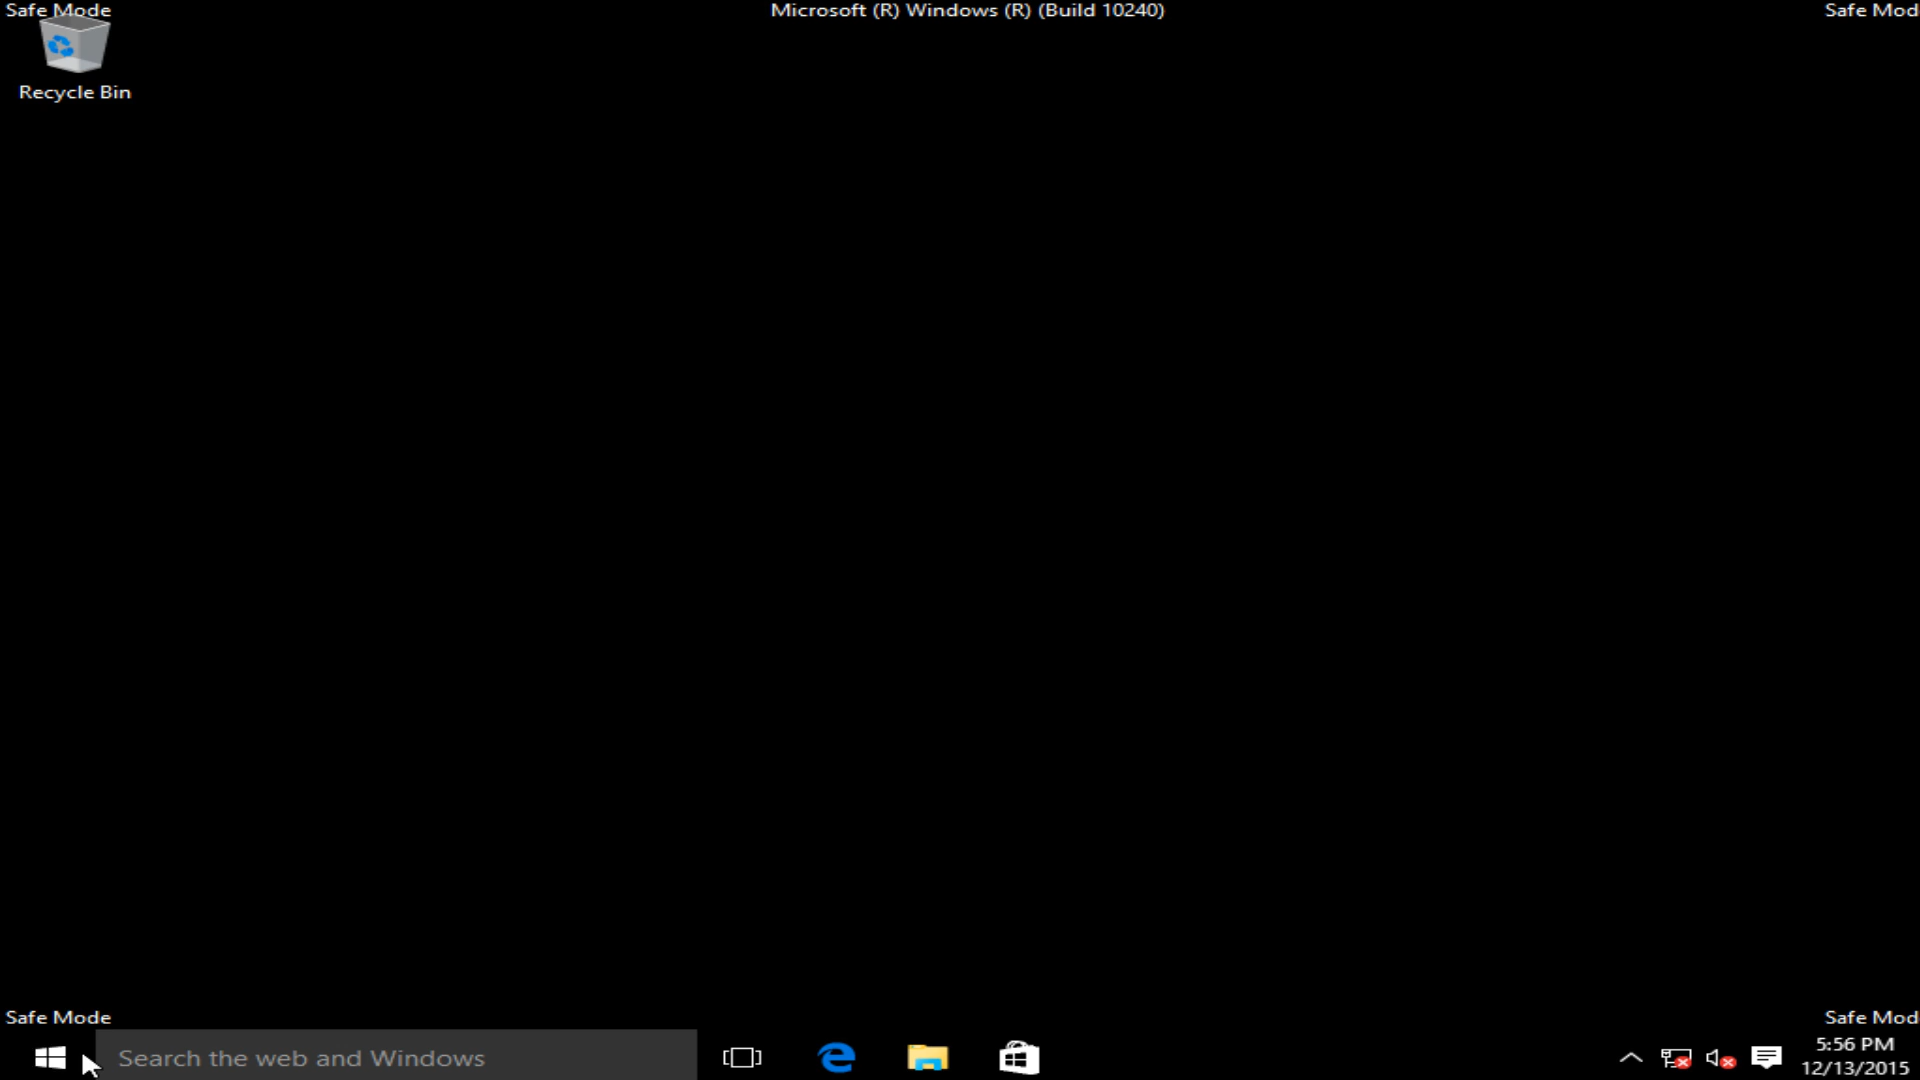 Safe Mode
Microsoft (R) Windows (R) (Build 10240)
Safe Mod
Recycle Bin
Safe Mode
Safe Mod
Search the web and Windows
5:56 PM
12/13/2015